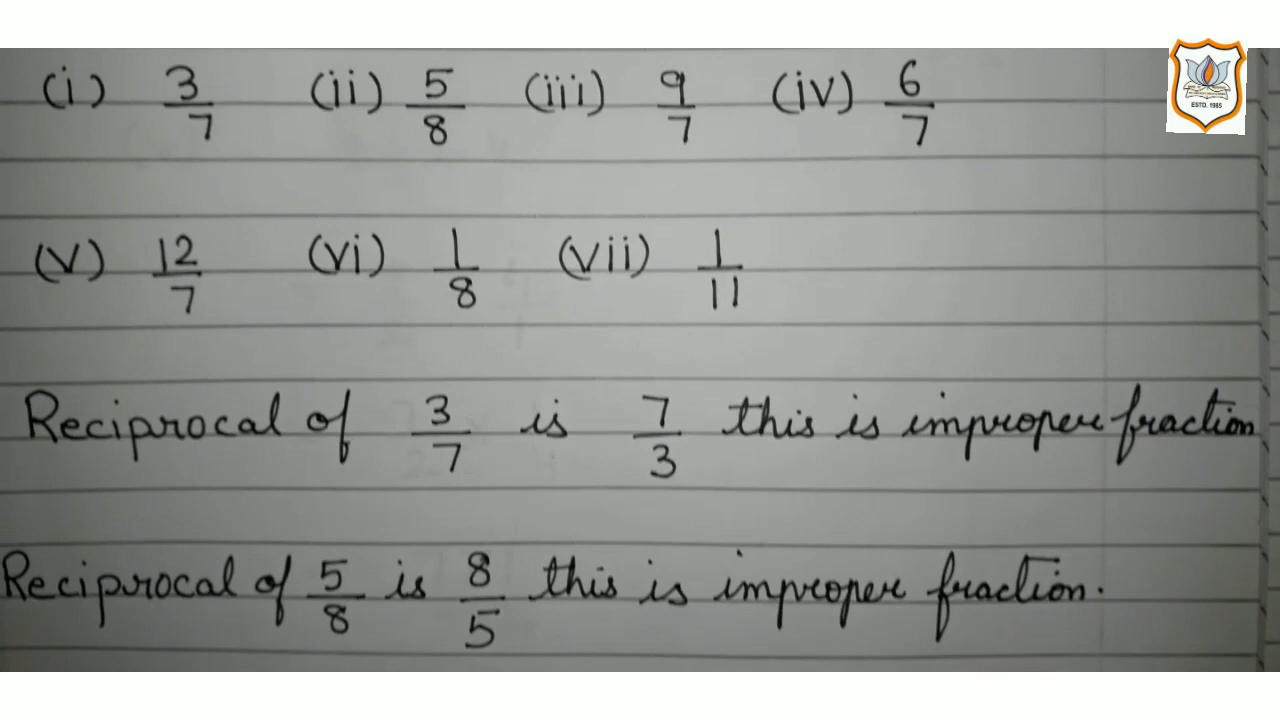 (i) 3/7 (ii) 5/8 (iii) 9/7 (iv) 6/7
ESTD. 1985
(v) 12/7 (vi) 1/8 (vii) 1/11
Reciprocal of 3/7 is 7/3 this is improper fraction
Reciprocal of 5/8 is 8/5 this is improper fraction.